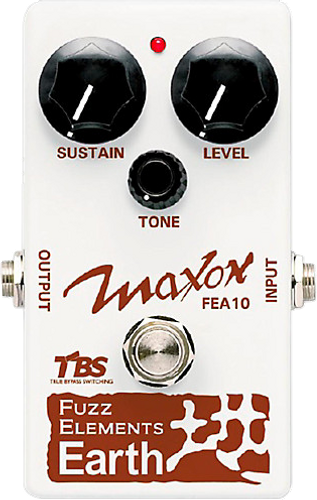 SUSTAIN
LEVEL
TONE
OUTPUT
INPUT
maxon
FEA10
TBS
TRUE BYPASS SWITCHING
FUZZ
ELEMENTS
Earth
地